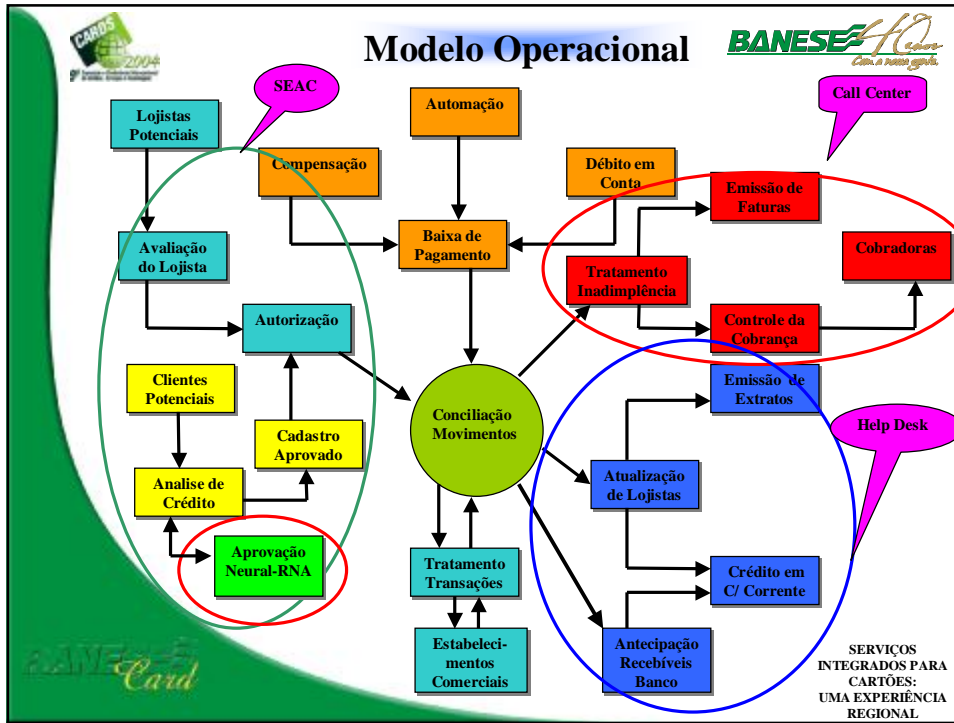 CARDS
2004
Modelo Operacional
BANESE 40 anos
Com a nossa gente.
SEAC
Call Center
Lojistas
Potenciais
Automação
Compensação
Débito em
Conta
Emissão de
Faturas
Avaliação
do Lojista
Baixa de
Pagamento
Cobradoras
Tratamento
Inadimplência
Autorização
Controle da
Cobrança
Clientes
Potenciais
Conciliação
Movimentos
Emissão de
Extratos
Cadastro
Aprovado
Help Desk
Analise de
Crédito
Atualização
de Lojistas
Aprovação
Neural-RNA
Tratamento
Transações
Crédito em
C/ Corrente
Estabeleci-
mentos
Comerciais
Antecipação
Recebíveis
Banco
BANESE
Card
SERVIÇOS
INTEGRADOS PARA
CARTÕES:
UMA EXPERIÊNCIA
REGIONAL